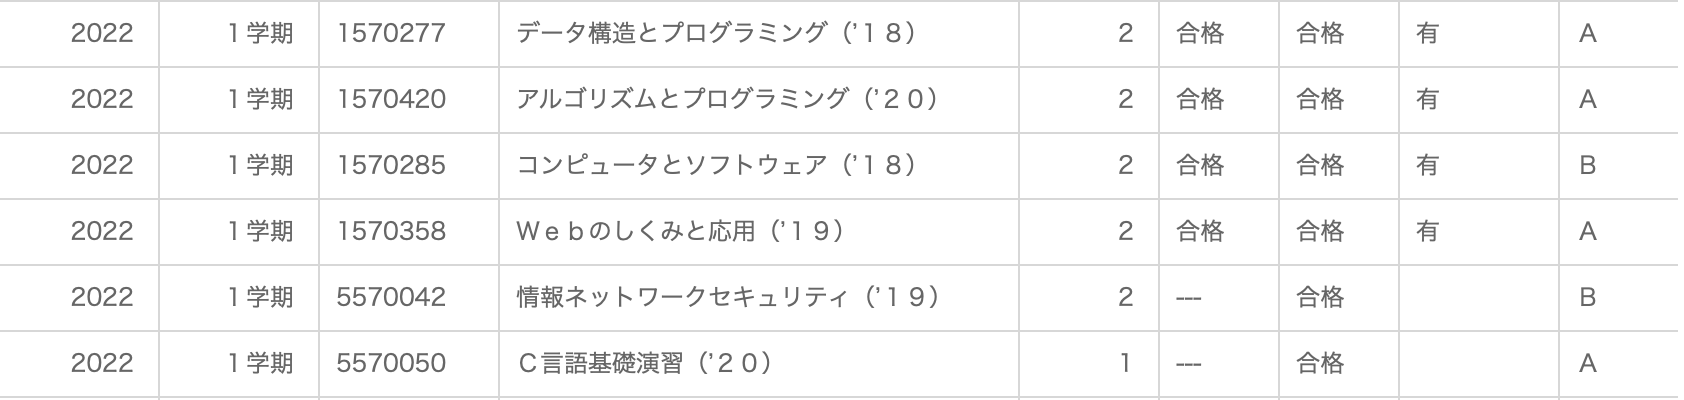 2022 １学期 1570277 データ構造とプログラミング（’１８） 2 合格 合格 有 A
2022 １学期 1570420 アルゴリズムとプログラミング（’２０） 2 合格 合格 有 A
2022 １学期 1570285 コンピュータとソフトウェア（’１８） 2 合格 合格 有 B
2022 １学期 1570358 Ｗｅｂのしくみと応用（’１９） 2 合格 合格 有 A
2022 １学期 5570042 情報ネットワークセキュリティ（’１９） 2 --- 合格 B
2022 １学期 5570050 Ｃ言語基礎演習（’２０） 1 --- 合格 A